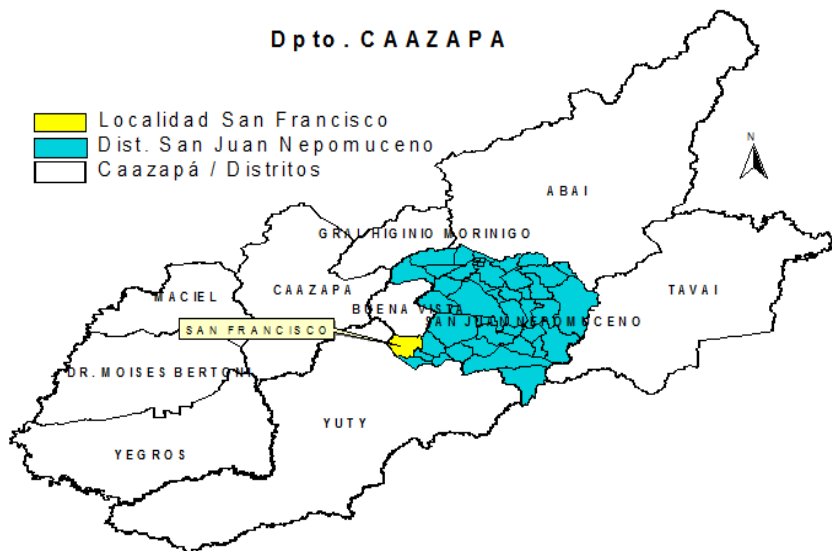 Dpto. CAAZAPA
Localidad San Francisco
Dist. San Juan Nepomuceno
Caazapá / Distritos
N
ABAI
GRAL HIGINIO MORINIGO
TAVAI
CAAZAPA
MACIEL
BUENA VISTA
SAN JUAN NEPOMUCENO
SAN FRANCISCO
DR. MOISES BERTONI
YUTY
YEGROS